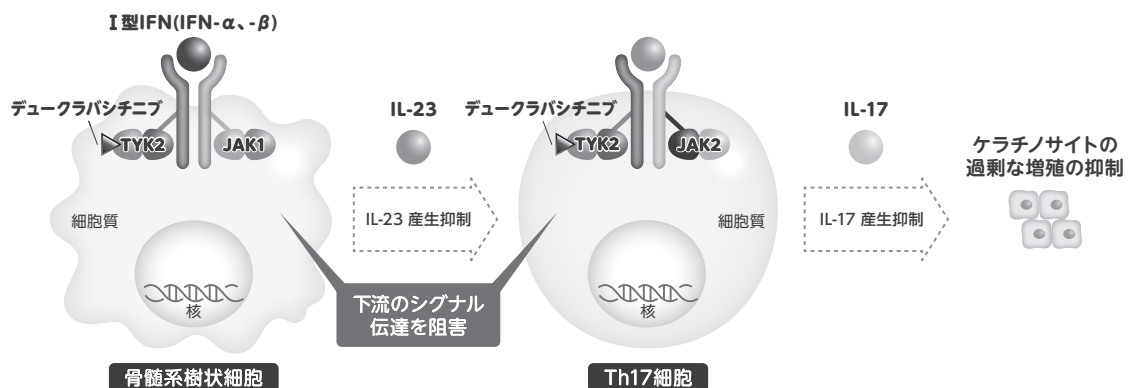 Ⅰ型IFN(IFN-α、-β)
デュークラバシチニブ
TYK2
JAK1
細胞質
核
骨髄系樹状細胞
IL-23
IL-23 産生抑制
下流のシグナル
伝達を阻害
デュークラバシチニブ
TYK2
JAK2
細胞質
核
Th17細胞
IL-17
IL-17 産生抑制
ケラチノサイトの
過剰な増殖の抑制